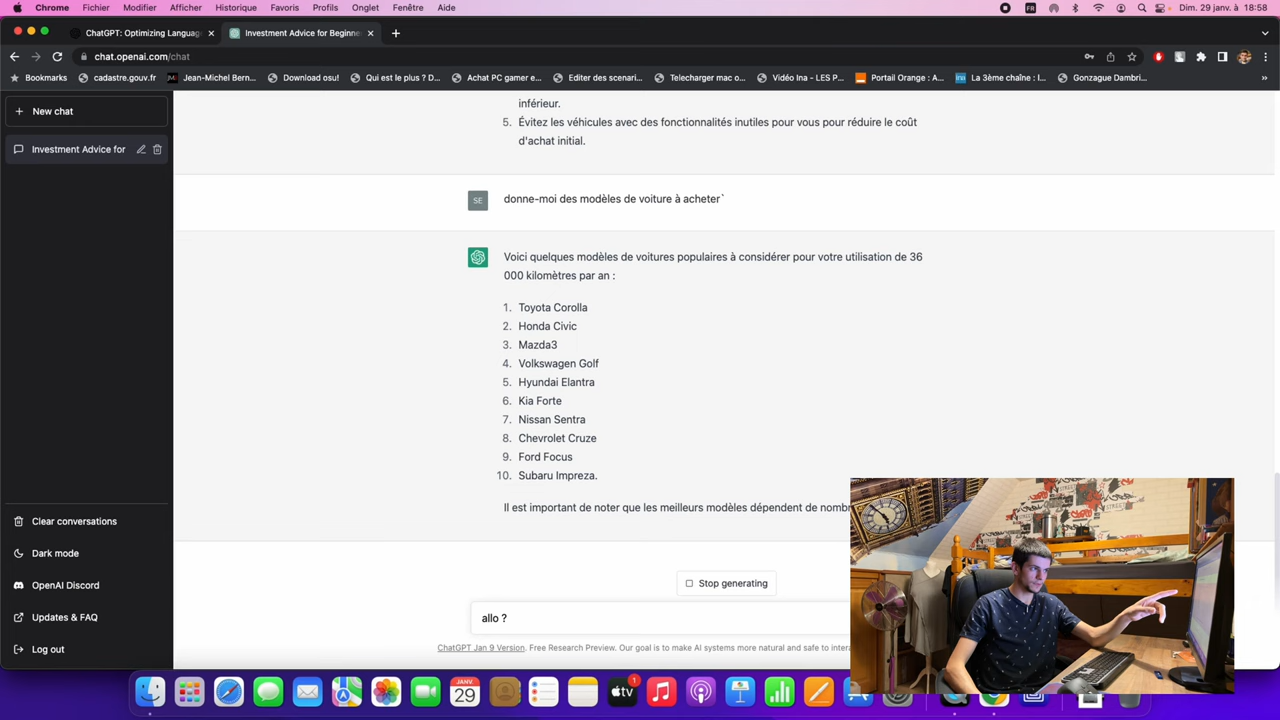 Chrome Fichier Modifier Afficher Historique Favoris Profils Onglet Fenêtre Aide FR Dim. 29 janv. à 18:58
ChatGPT: Optimizing Languag Investment Advice for Beginne
chat.openai.com/chat
Bookmarks cadastre.gouv.fr Jean-Michel Bern... Download osu! Qui est le plus ? D... Achat PC gamer e... Editer des scenari... Telecharger mac o... Vidéo Ina - LES P... Portail Orange : A... La 3ème chaîne : l... Gonzague Dambri...
New chat
Investment Advice for
inférieur.
5. Évitez les véhicules avec des fonctionnalités inutiles pour vous pour réduire le coût
d'achat initial.
SE donne-moi des modèles de voiture à acheter`
Voici quelques modèles de voitures populaires à considérer pour votre utilisation de 36
000 kilomètres par an :
1. Toyota Corolla
2. Honda Civic
3. Mazda3
4. Volkswagen Golf
5. Hyundai Elantra
6. Kia Forte
7. Nissan Sentra
8. Chevrolet Cruze
9. Ford Focus
10. Subaru Impreza.
Il est important de noter que les meilleurs modèles dépendent de nomb
Stop generating
allo ?
ChatGPT Jan 9 Version. Free Research Preview. Our goal is to make AI systems more natural and safe to inter
Clear conversations
Dark mode
OpenAI Discord
Updates & FAQ
Log out
JANV.
29
tv
1